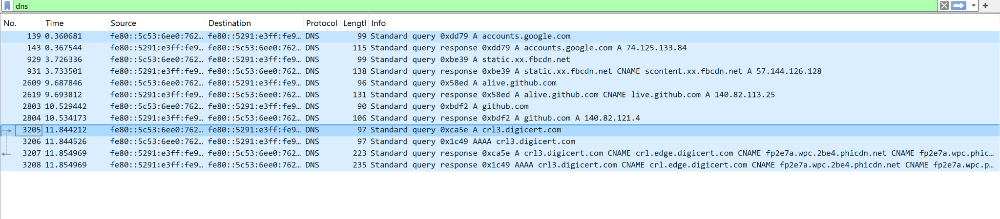 dns
No. Time Source Destination Protocol Length Info
139 0.360681 fe80::5c53:6ee0:762… fe80::5291:e3ff:fe9… DNS 99 Standard query 0xdd79 A accounts.google.com
143 0.367544 fe80::5291:e3ff:fe9… fe80::5c53:6ee0:762… DNS 115 Standard query response 0xdd79 A accounts.google.com A 74.125.133.84
929 3.726336 fe80::5c53:6ee0:762… fe80::5291:e3ff:fe9… DNS 99 Standard query 0xbe39 A static.xx.fbcdn.net
931 3.733501 fe80::5291:e3ff:fe9… fe80::5c53:6ee0:762… DNS 138 Standard query response 0xbe39 A static.xx.fbcdn.net CNAME scontent.xx.fbcdn.net A 57.144.126.128
2609 9.687846 fe80::5c53:6ee0:762… fe80::5291:e3ff:fe9… DNS 96 Standard query 0x58ed A alive.github.com
2619 9.693812 fe80::5291:e3ff:fe9… fe80::5c53:6ee0:762… DNS 131 Standard query response 0x58ed A alive.github.com CNAME live.github.com A 140.82.113.25
2803 10.529442 fe80::5c53:6ee0:762… fe80::5291:e3ff:fe9… DNS 90 Standard query 0xbdf2 A github.com
2804 10.534173 fe80::5291:e3ff:fe9… fe80::5c53:6ee0:762… DNS 106 Standard query response 0xbdf2 A github.com A 140.82.121.4
3205 11.844212 fe80::5c53:6ee0:762… fe80::5291:e3ff:fe9… DNS 97 Standard query 0xca5e A crl3.digicert.com
3206 11.844526 fe80::5c53:6ee0:762… fe80::5291:e3ff:fe9… DNS 97 Standard query 0x1c49 AAAA crl3.digicert.com
3207 11.854969 fe80::5291:e3ff:fe9… fe80::5c53:6ee0:762… DNS 223 Standard query response 0xca5e A crl3.digicert.com CNAME crl.edge.digicert.com CNAME fp2e7a.wpc.2be4.phicdn.net CNAME fp2e7a.wpc.phic…
3208 11.854969 fe80::5291:e3ff:fe9… fe80::5c53:6ee0:762… DNS 235 Standard query response 0x1c49 AAAA crl3.digicert.com CNAME crl.edge.digicert.com CNAME fp2e7a.wpc.2be4.phicdn.net CNAME fp2e7a.wpc.p…